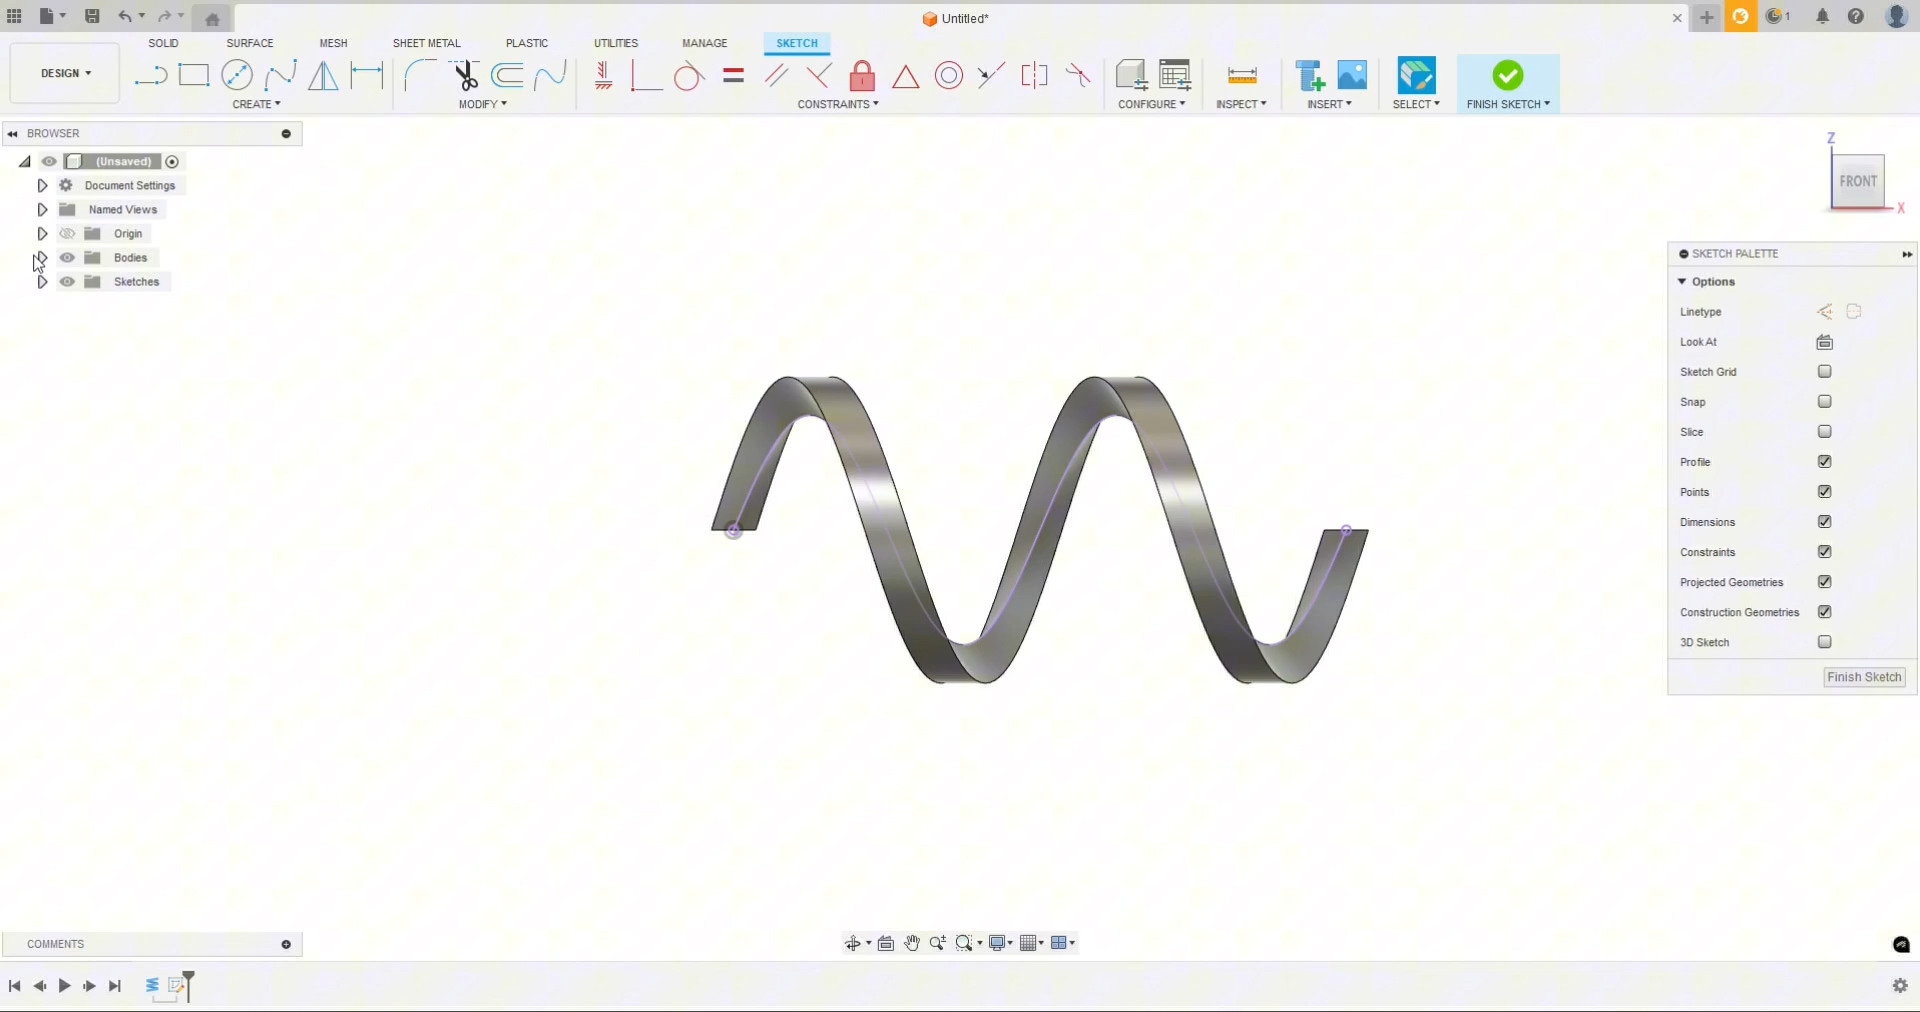 Untitled*
1
SOLID SURFACE MESH SHEET METAL PLASTIC UTILITIES MANAGE SKETCH
DESIGN
CREATE MODIFY CONSTRAINTS CONFIGURE INSPECT INSERT SELECT FINISH SKETCH
BROWSER
(Unsaved)
Document Settings
Named Views
Origin
Bodies
Sketches
Z
FRONT
X
SKETCH PALETTE
Options
Linetype
Look At
Sketch Grid
Snap
Slice
Profile
Points
Dimensions
Constraints
Projected Geometries
Construction Geometries
3D Sketch
Finish Sketch
COMMENTS